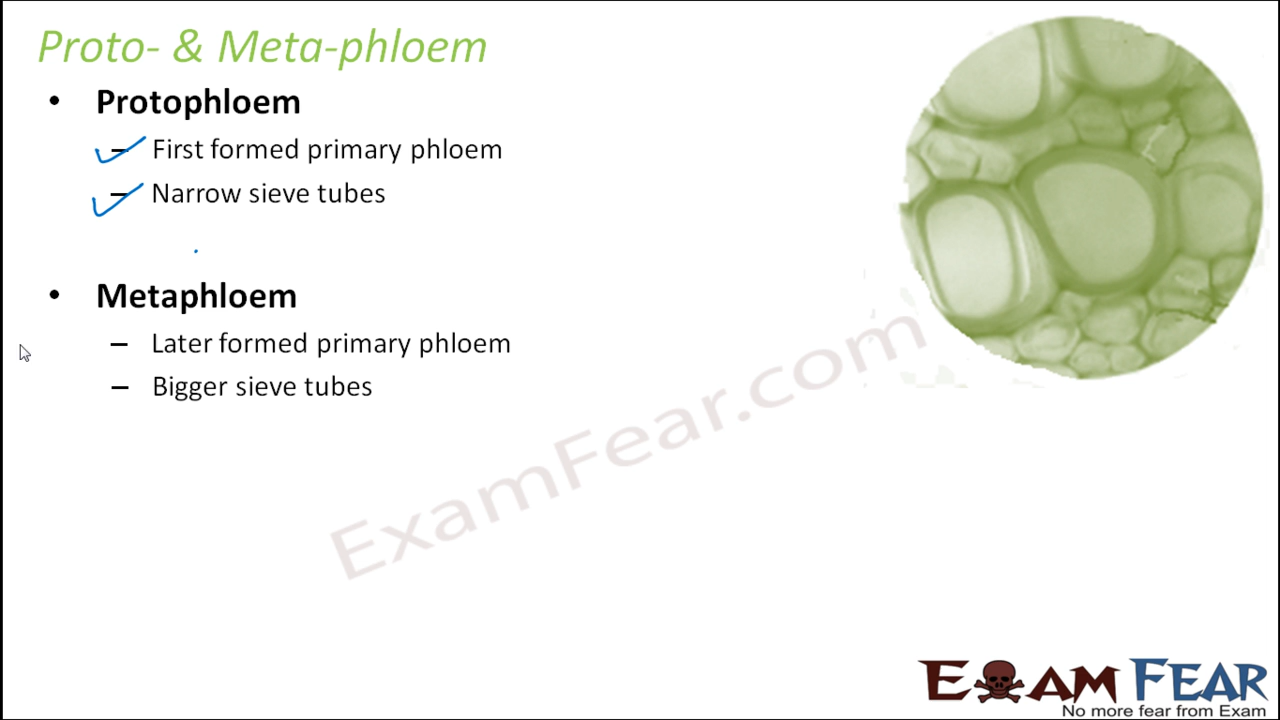 Proto- & Meta-phloem
• Protophloem
– First formed primary phloem
– Narrow sieve tubes
• Metaphloem
– Later formed primary phloem
– Bigger sieve tubes
ExamFear.com
EXAM FEAR
No more fear from Exam